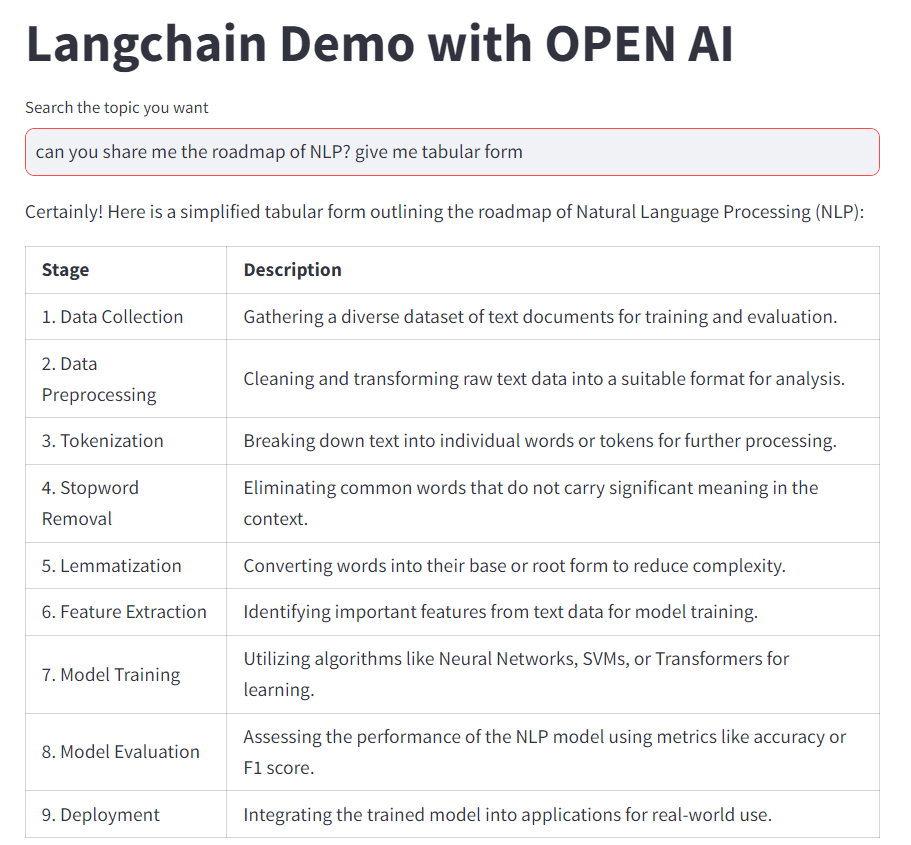 Langchain Demo with OPEN AI
Search the topic you want
can you share me the roadmap of NLP? give me tabular form
Certainly! Here is a simplified tabular form outlining the roadmap of Natural Language Processing (NLP):
Stage Description
1. Data Collection Gathering a diverse dataset of text documents for training and evaluation.
2. Data
Preprocessing
Cleaning and transforming raw text data into a suitable format for analysis.
3. Tokenization Breaking down text into individual words or tokens for further processing.
4. Stopword
Removal
Eliminating common words that do not carry significant meaning in the
context.
5. Lemmatization Converting words into their base or root form to reduce complexity.
6. Feature Extraction Identifying important features from text data for model training.
7. Model Training
Utilizing algorithms like Neural Networks, SVMs, or Transformers for
learning.
8. Model Evaluation
Assessing the performance of the NLP model using metrics like accuracy or
F1 score.
9. Deployment Integrating the trained model into applications for real-world use.